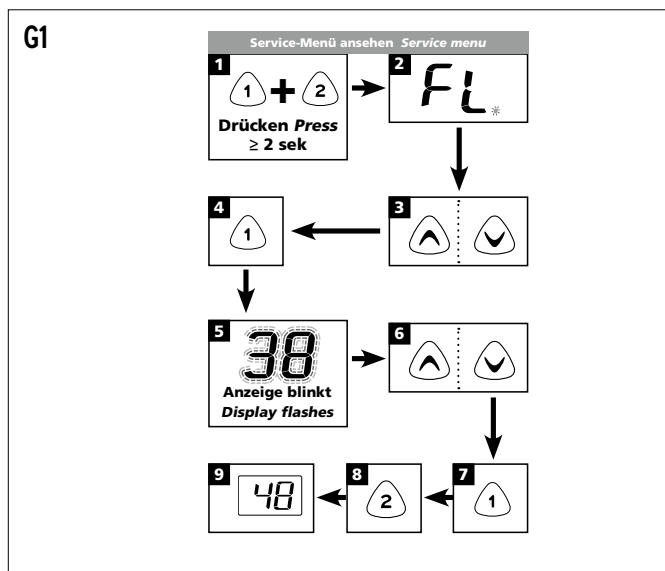 G1
Service-Menü ansehen Service menu
1
1 + 2
Drücken Press
≥ 2 sek
2
FL
3
4
1
5
38
Anzeige blinkt
Display flashes
6
7
1
8
2
9
48